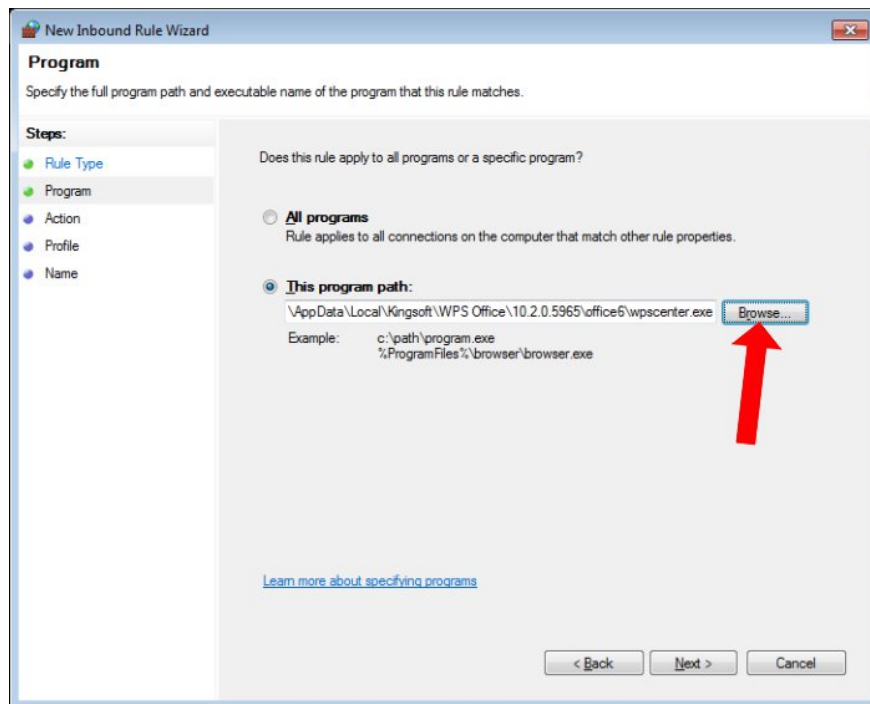 New Inbound Rule Wizard
Program
Specify the full program path and executable name of the program that this rule matches.
Steps:
Rule Type
Program
Action
Profile
Name
Does this rule apply to all programs or a specific program?
All programs
Rule applies to all connections on the computer that match other rule properties.
This program path:
\AppData\Local\Kingsoft\WPS Office\10.2.0.5965\office6\wpscenter.exe
Browse...
Example: c:\path\program.exe
%ProgramFiles%\browser\browser.exe
Learn more about specifying programs
< Back Next > Cancel